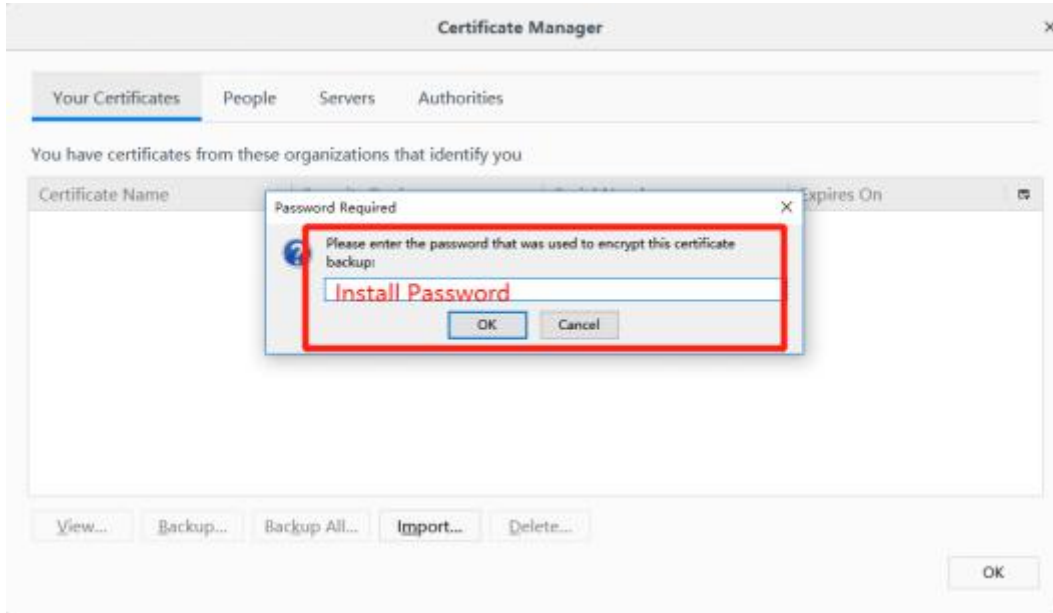 Certificate Manager
Your Certificates People Servers Authorities
You have certificates from these organizations that identify you
Certificate Name Expires On
Password Required
Please enter the password that was used to encrypt this certificate
backup:
Install Password
OK Cancel
View... Backup... Backup All... Import... Delete...
OK